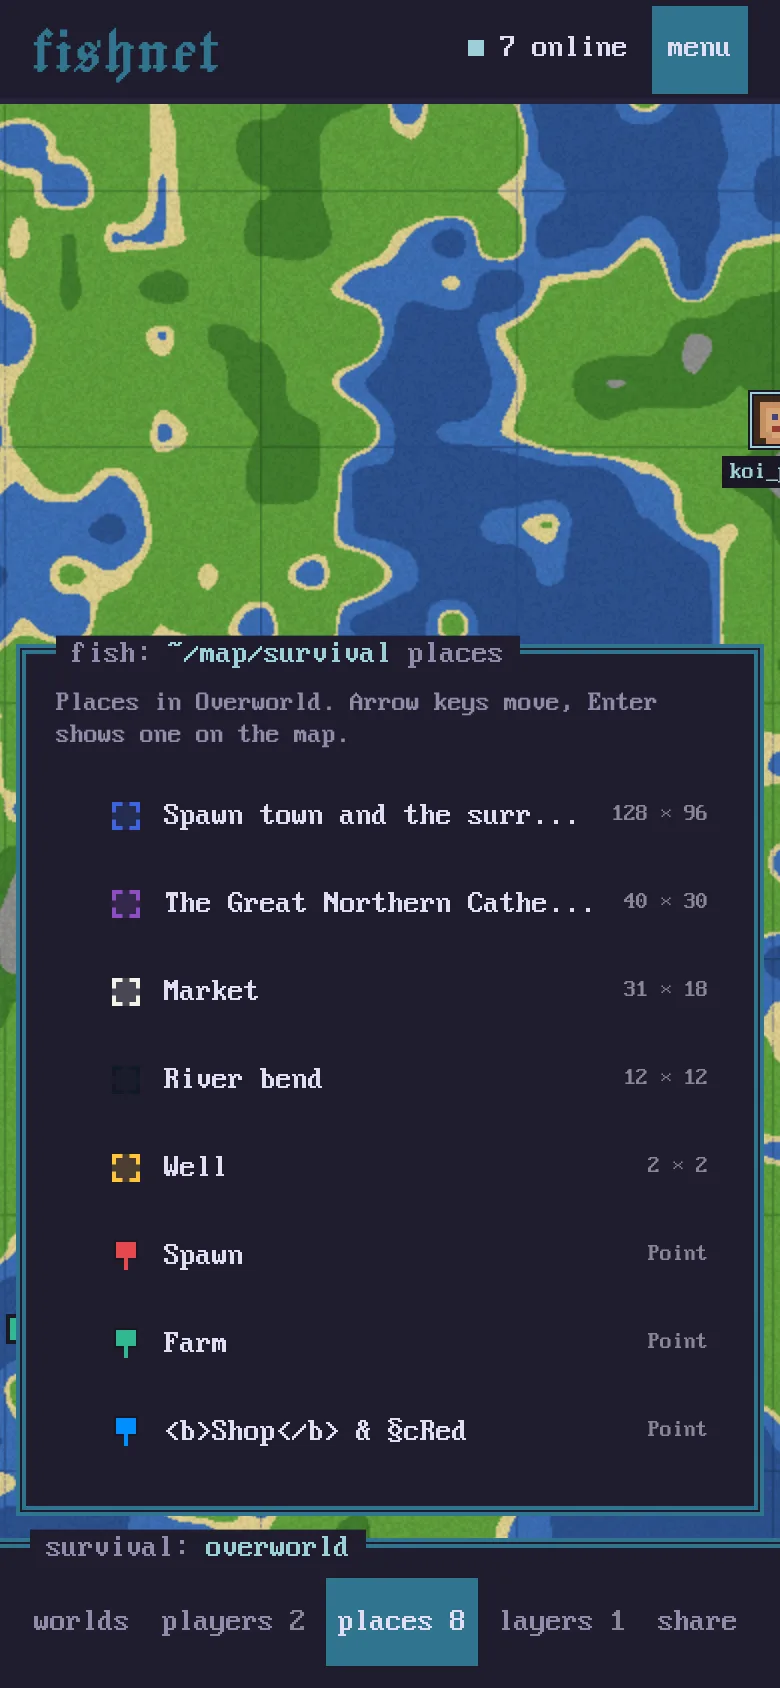 fishnet
7 online
menu
koi_
fish: ~/map/survival places
Places in Overworld. Arrow keys move, Enter
shows one on the map.
Spawn town and the surr... 128 × 96
The Great Northern Cathe... 40 × 30
Market 31 × 18
River bend 12 × 12
Well 2 × 2
Spawn Point
Farm Point
<b>Shop</b> & §cRed Point
survival: overworld
worlds players 2 places 8 layers 1 share